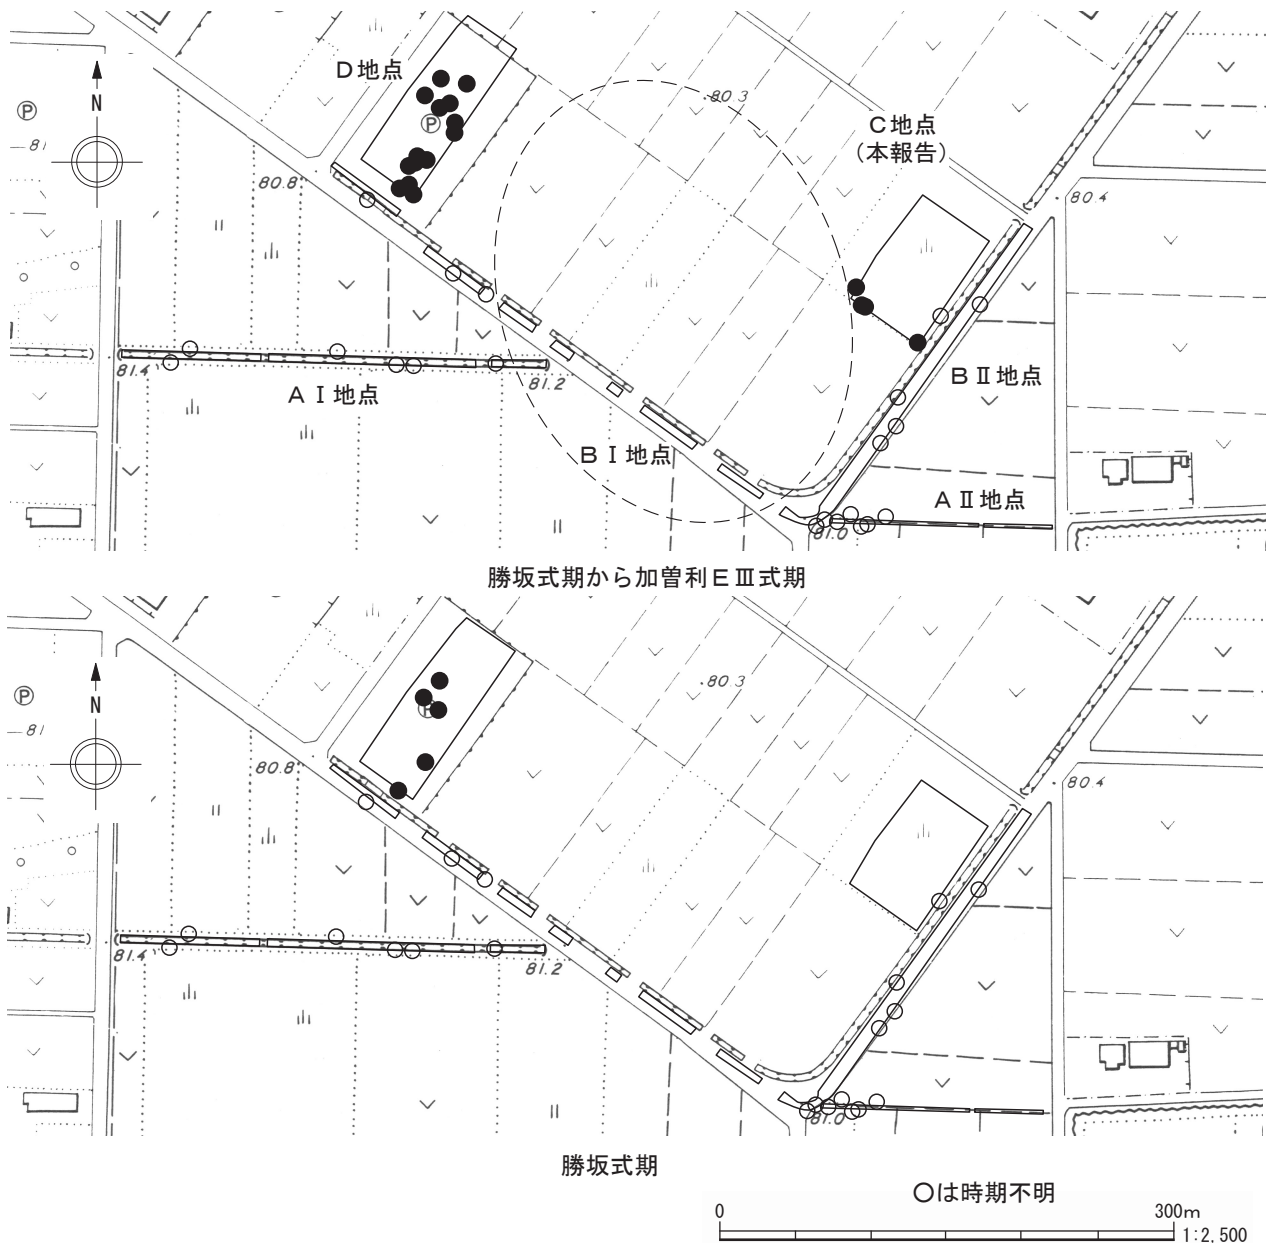 D地点
80.3
C地点
(本報告)
N
P
P
81
80.8
80.4
81.4
AⅠ地点
81.2
BⅡ地点
BⅠ地点
AⅡ地点
81.0
勝坂式期から加曽利EⅢ式期
80.3
N
P
P
81
80.8
80.4
81.4
81.2
81.0
勝坂式期
○は時期不明
0 300m
1:2,500